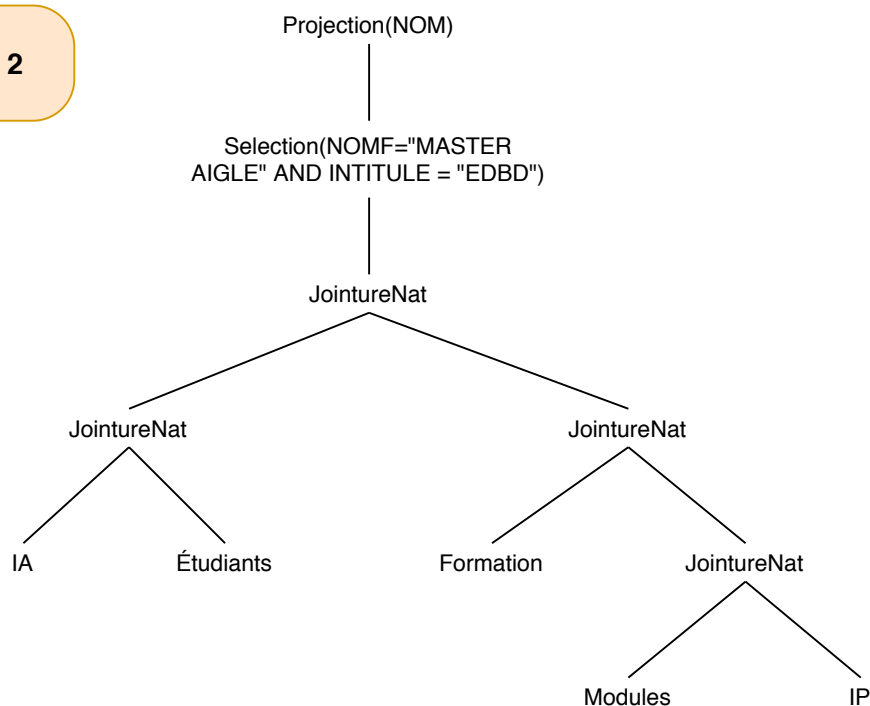 Projection(NOM)
2
Selection(NOMF="MASTER
AIGLE" AND INTITULE = "EDBD")
JointureNat
JointureNat
JointureNat
IA
Étudiants
Formation
JointureNat
Modules
IP